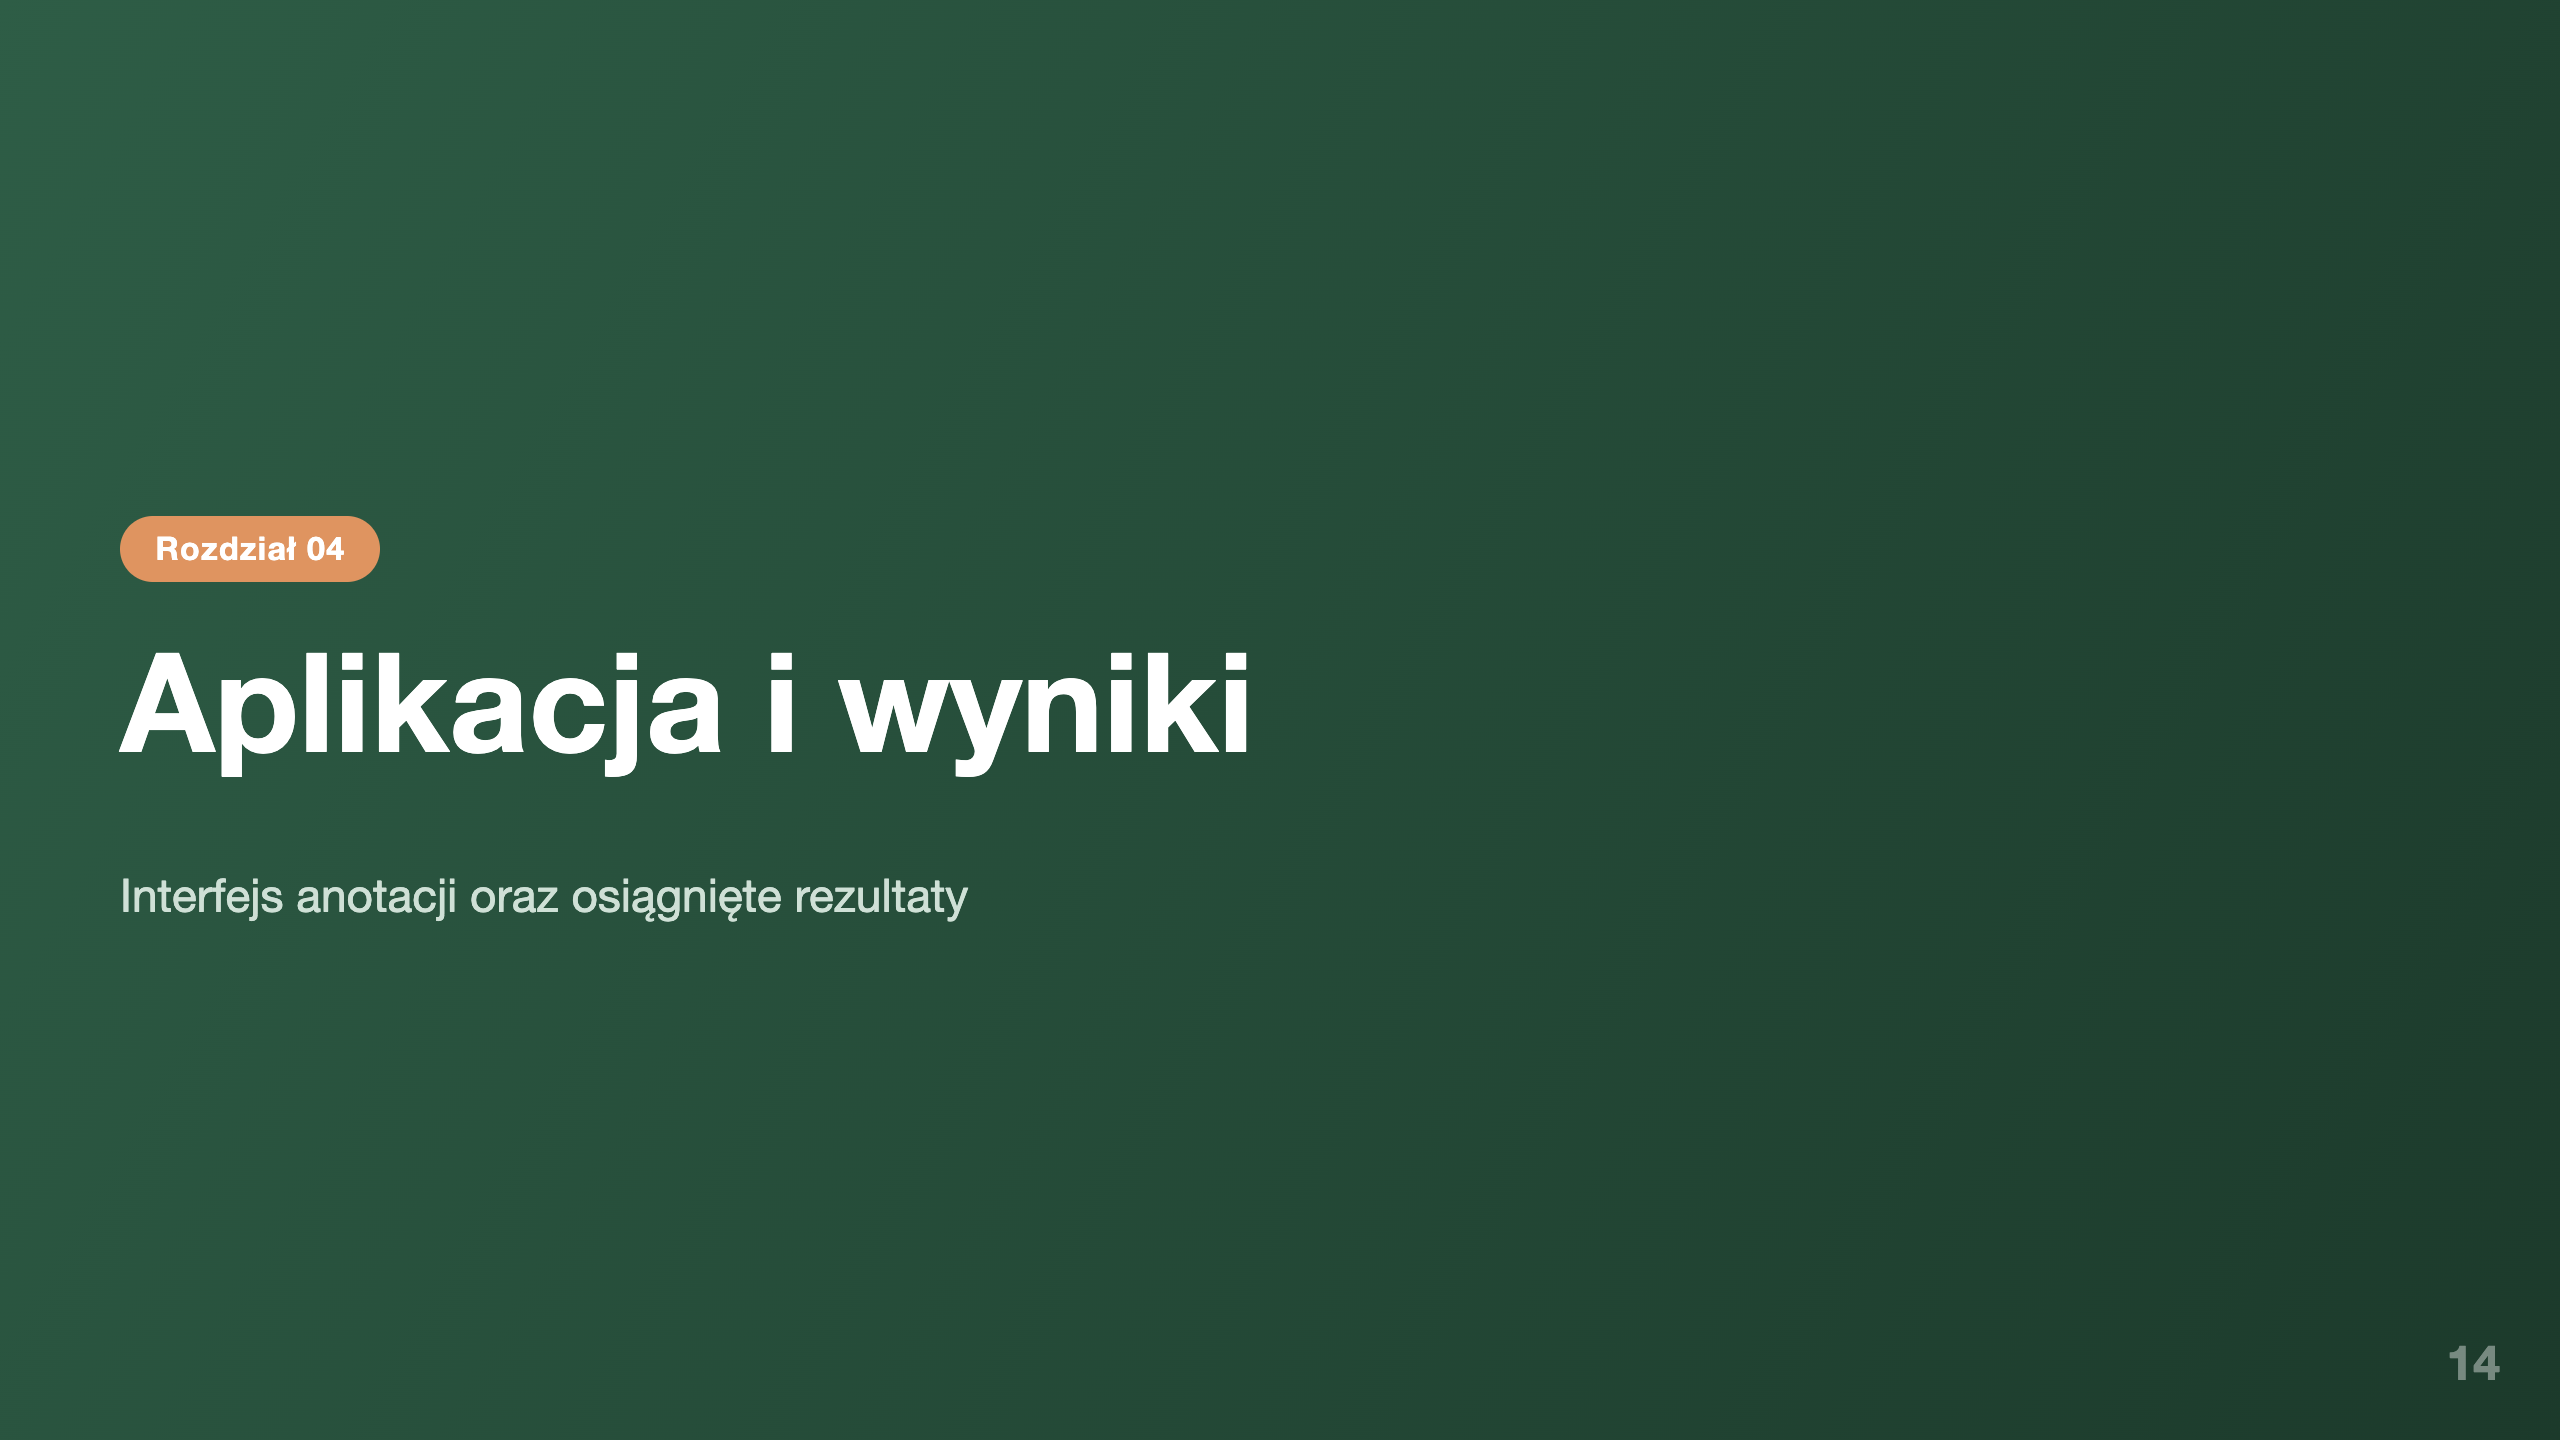 Rozdział 04
Aplikacja i wyniki
Interfejs anotacji oraz osiągnięte rezultaty
14